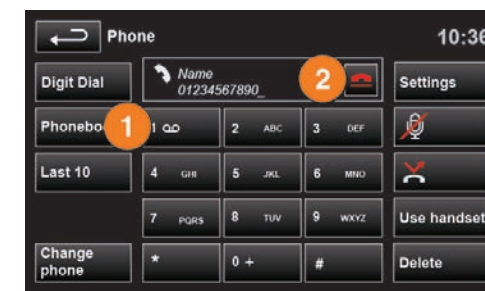 Phone 10:36
Digit Dial Name 2 Settings
01234567890_
Phonebo 1 1 2 ABC 3 DEF
Last 10 4 GHI 5 JKL 6 MNO
7 PQRS 8 TUV 9 WXYZ Use handset
Change
phone * 0 + # Delete